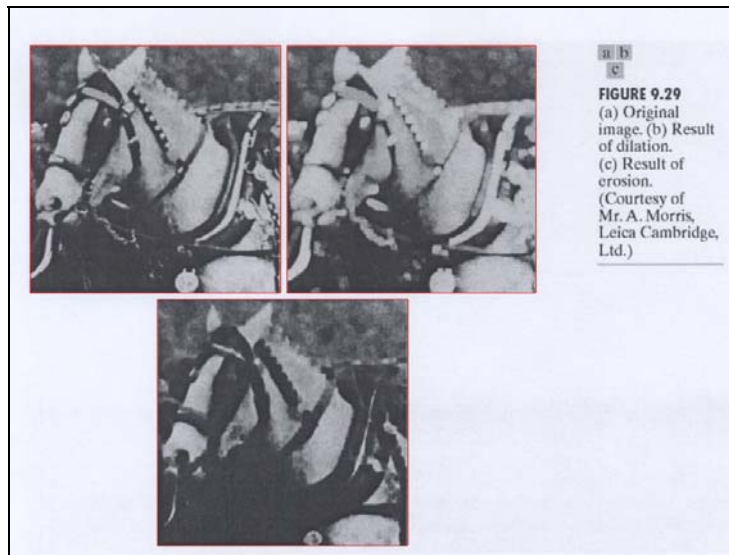 a b
c
FIGURE 9.29
(a) Original
image. (b) Result
of dilation.
(c) Result of
erosion.
(Courtesy of
Mr. A. Morris,
Leica Cambridge,
Ltd.)